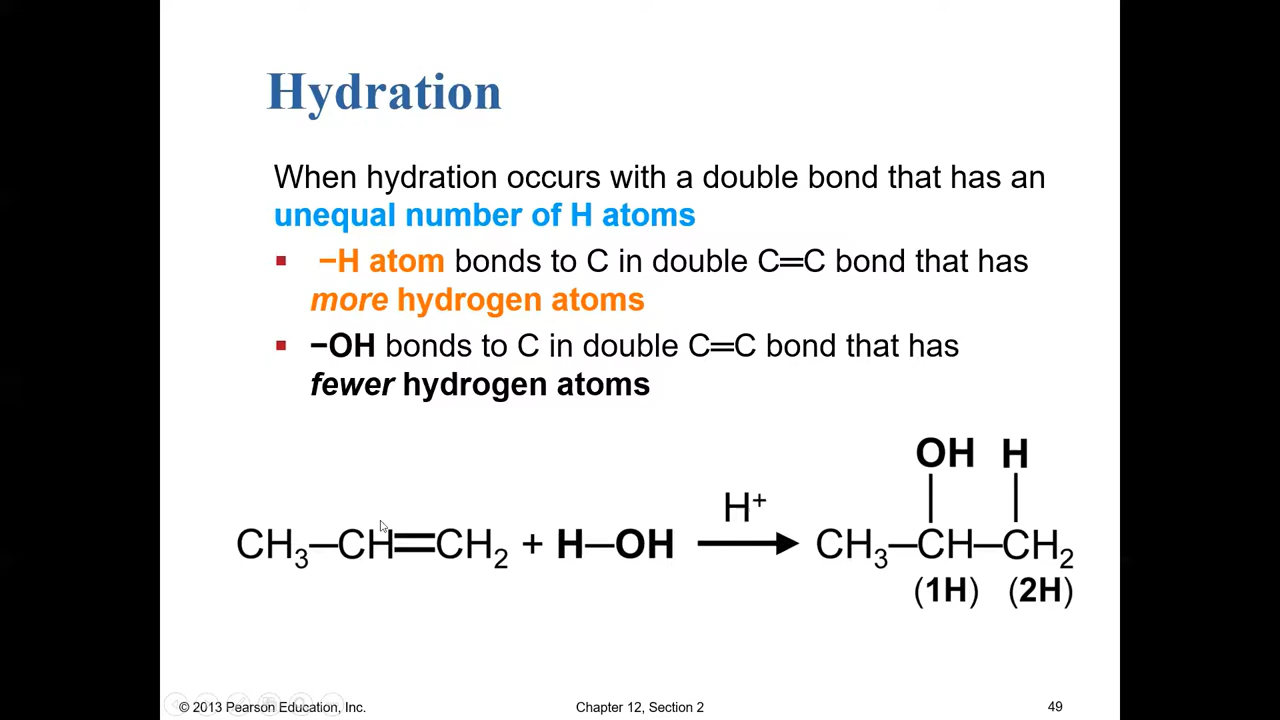 Hydration
When hydration occurs with a double bond that has an
unequal number of H atoms
▪ −H atom bonds to C in double C═C bond that has
more hydrogen atoms
▪ −OH bonds to C in double C═C bond that has
fewer hydrogen atoms
OH H
H⁺
CH₃─CH═CH₂ + H─OH → CH₃─CH─CH₂
(1H) (2H)
© 2013 Pearson Education, Inc. Chapter 12, Section 2 49